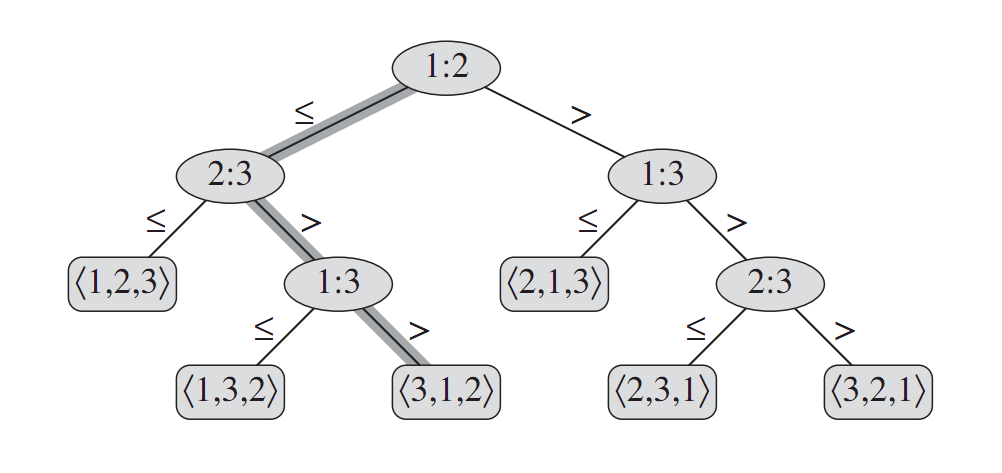 1:2
≤ >
2:3 1:3
≤ > ≤ >
⟨1,2,3⟩ 1:3 ⟨2,1,3⟩ 2:3
≤ > ≤ >
⟨1,3,2⟩ ⟨3,1,2⟩ ⟨2,3,1⟩ ⟨3,2,1⟩